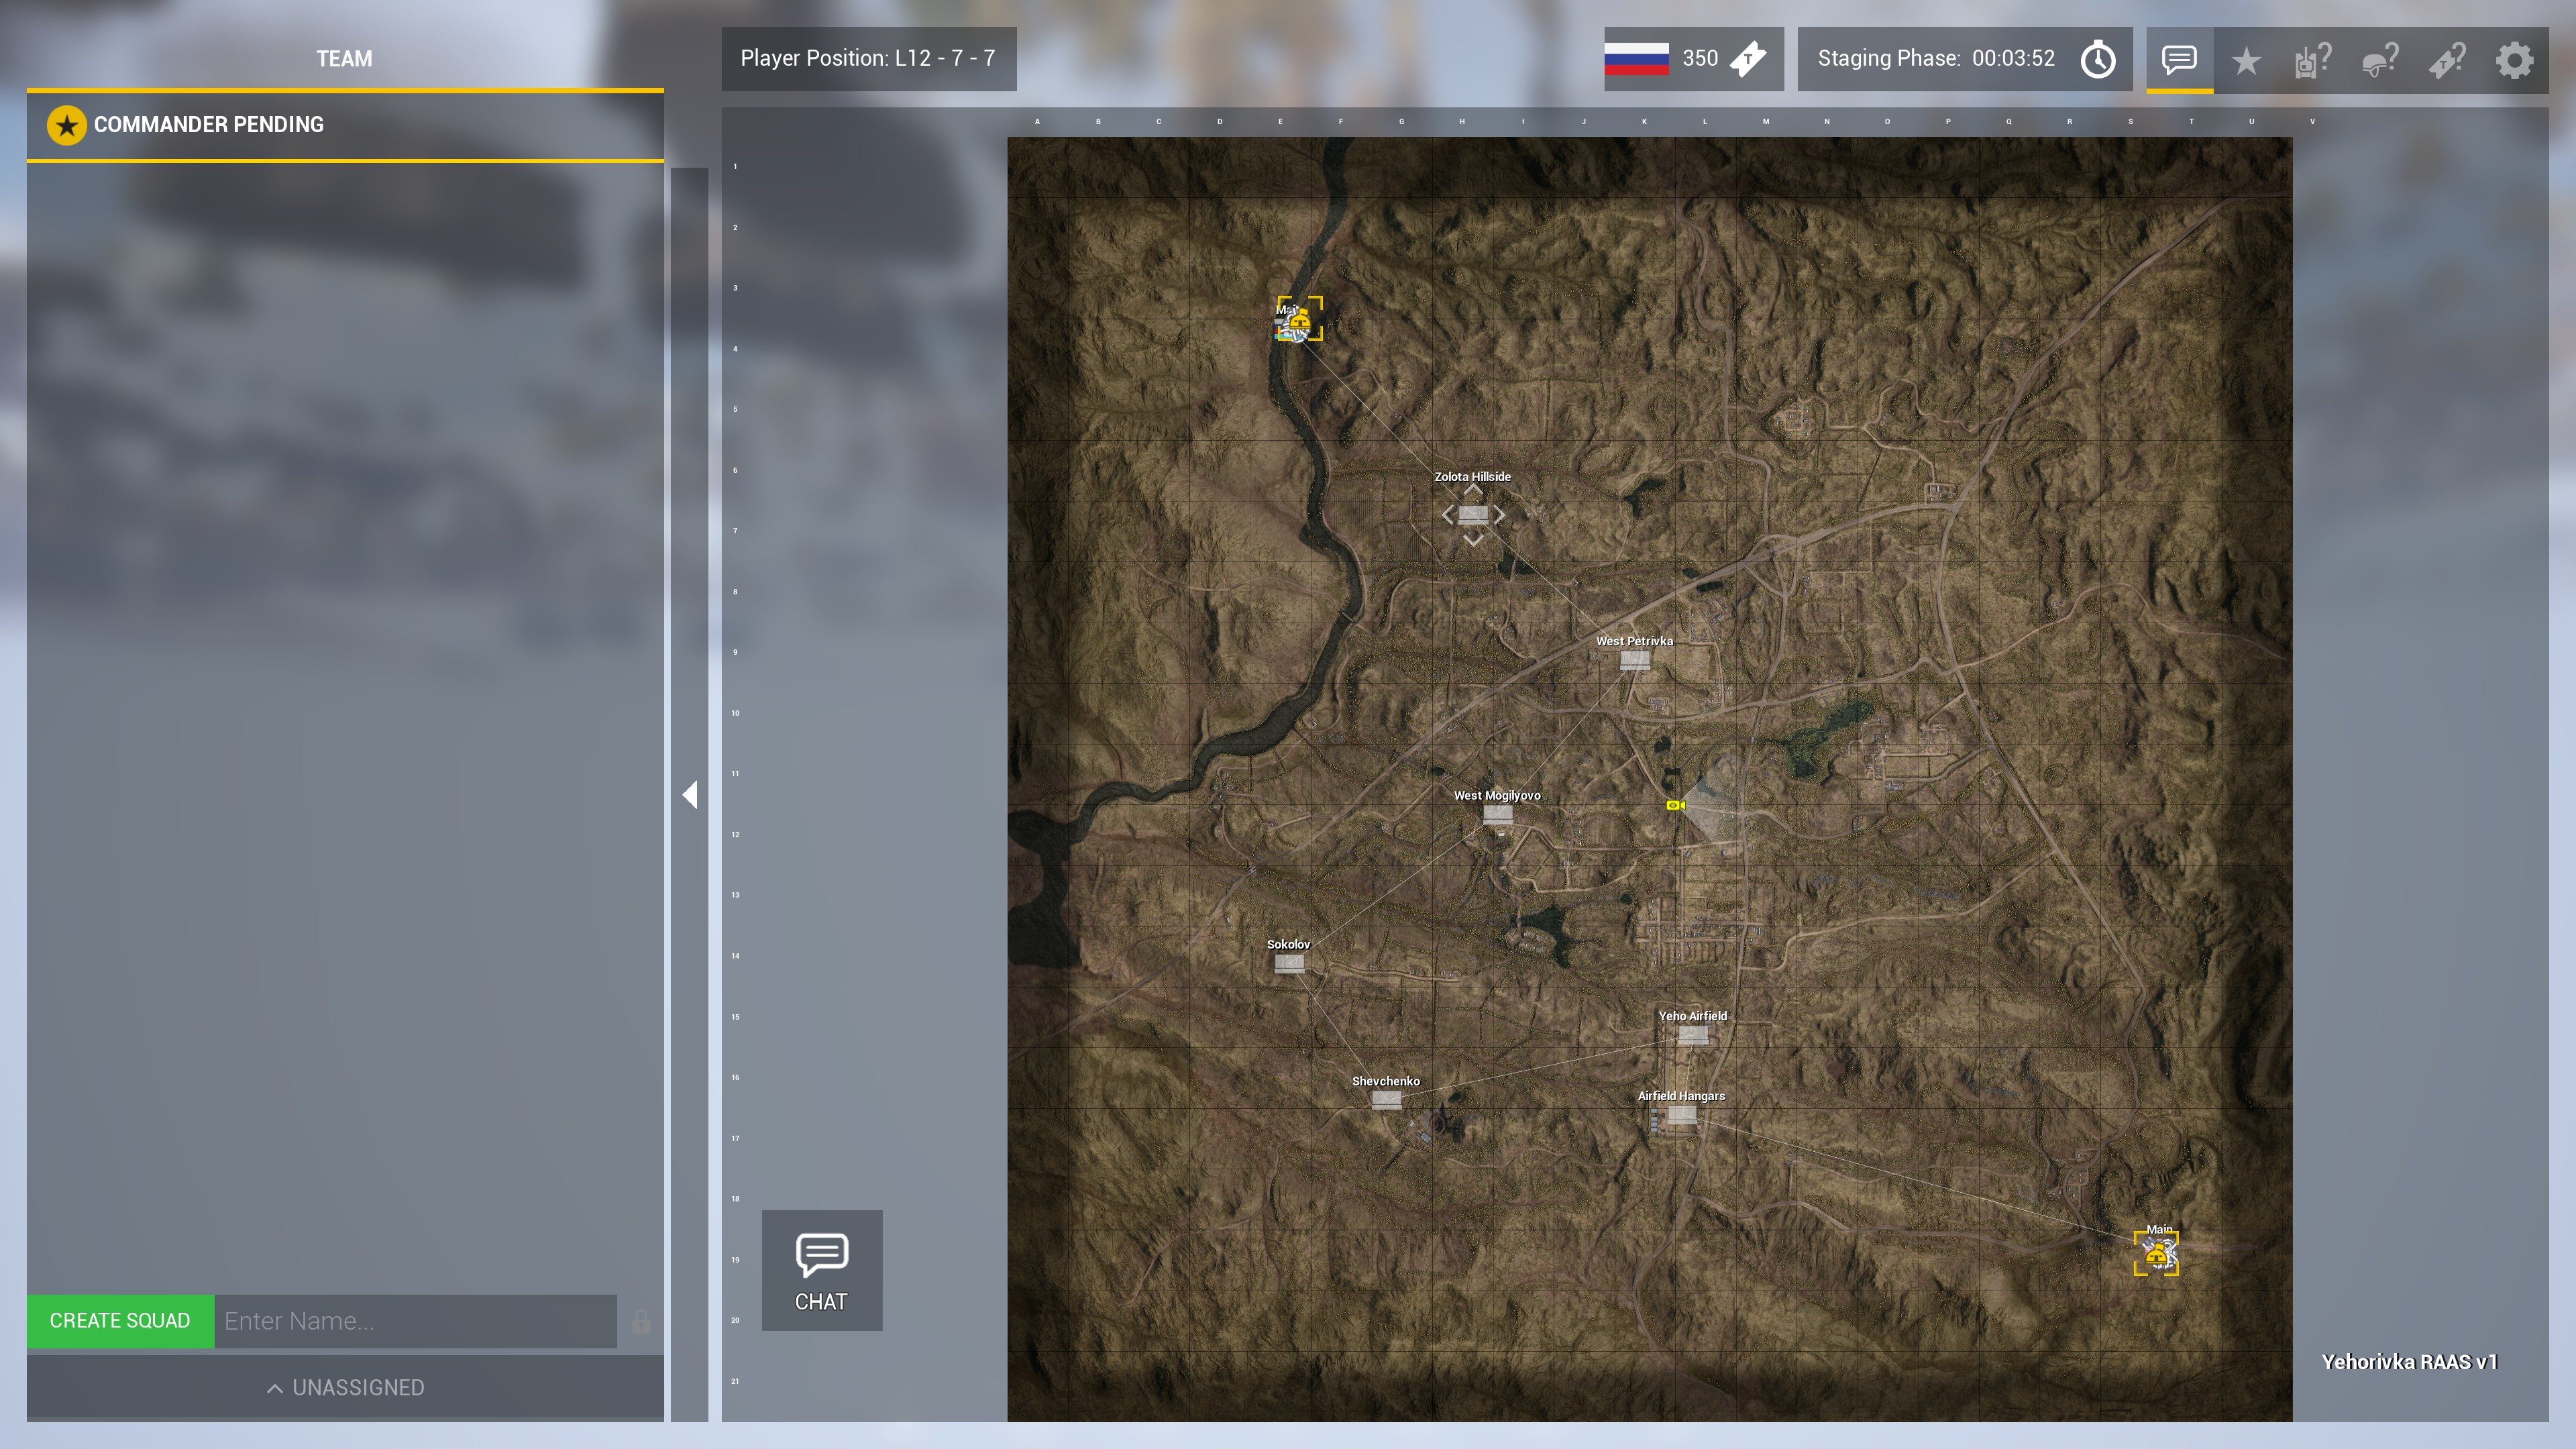 TEAM
Player Position: L12 - 7 - 7
350
T
Staging Phase: 00:03:52
COMMANDER PENDING
A B C D E F G H I J K L M N O P Q R S T U V
1
2
3
4
5
6
7
8
9
10
11
12
13
14
15
16
17
18
19
20
21
Zolota Hillside
West Petrivka
West Mogilyovo
Sokolov
Yeho Airfield
Shevchenko
Airfield Hangars
Main
CHAT
CREATE SQUAD
Enter Name...
UNASSIGNED
Yehorivka RAAS v1